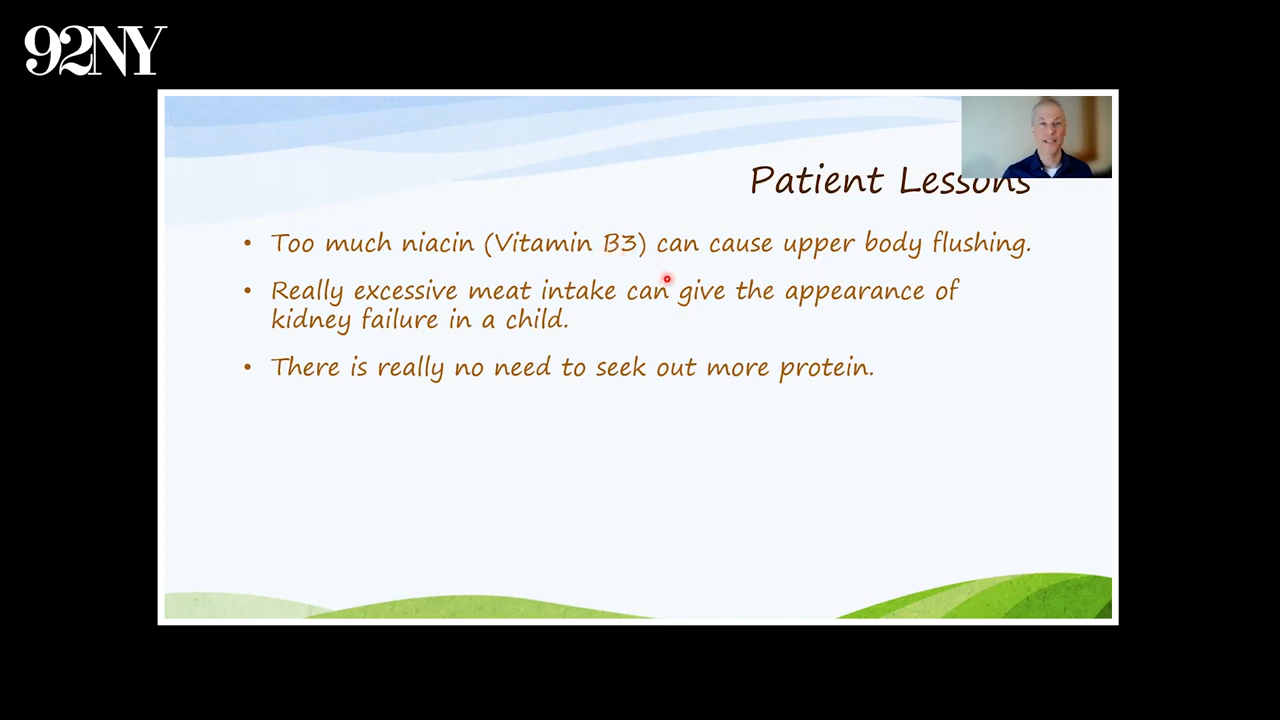 92NY
Patient Lessons
• Too much niacin (Vitamin B3) can cause upper body flushing.
• Really excessive meat intake can give the appearance of
kidney failure in a child.
• There is really no need to seek out more protein.